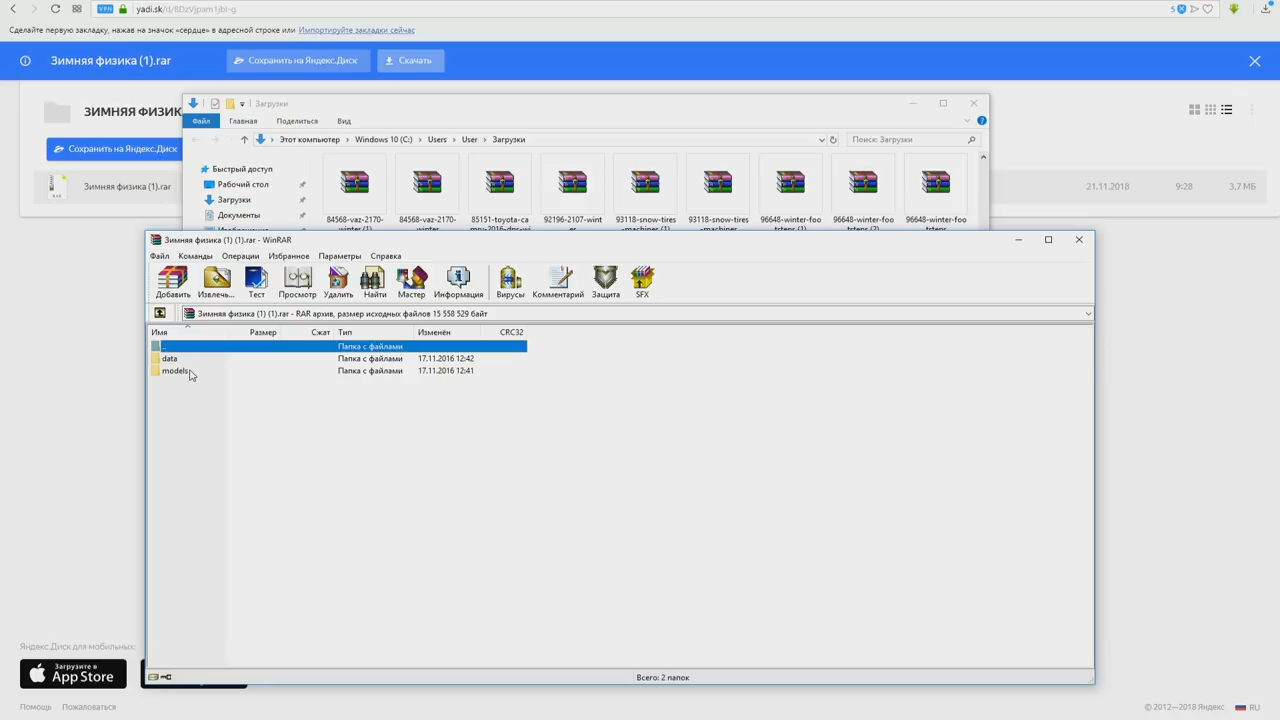 VPN
yadi.sk/d/8DzVjpam1jbI-g
5
Сделайте первую закладку, нажав на значок «сердце» в адресной строке или Импортируйте закладки сейчас
Зимняя физика (1).rar
Сохранить на Яндекс.Диск
Скачать
ЗИМНЯЯ ФИЗИК
Сохранить на Яндекс.Диск
RAR
Зимняя физика (1).rar
21.11.2018
9:28
3,7 МБ
Загрузки
Файл
Главная
Поделиться
Вид
Этот компьютер
Windows 10 (C:)
Users
User
Загрузки
Поиск: Загрузки
Быстрый доступ
Рабочий стол
Загрузки
Документы
84568-vaz-2170-
84568-vaz-2170-
85151-toyota-ca-
92196-2107-wint
93118-snow-tires
93118-snow-tires
96648-winter-foo
96648-winter-foo
96648-winter-foo
Зимняя физика (1) (1).rar - WinRAR
Файл
Команды
Операции
Избранное
Параметры
Справка
Добавить
Извлечь...
Тест
Просмотр
Удалить
Найти
Мастер
Информация
Вирусы
Комментарий
Защита
SFX
Зимняя физика (1) (1).rar - RAR архив, размер исходных файлов 15 558 529 байт
Имя
Размер
Сжат
Тип
Изменён
CRC32
..
Папка с файлами
data
Папка с файлами
17.11.2016 12:42
models
Папка с файлами
17.11.2016 12:41
Всего: 2 папок
Яндекс.Диск для мобильных:
Загрузите в
App Store
Помощь
Пожаловаться
© 2012—2018 Яндекс
RU